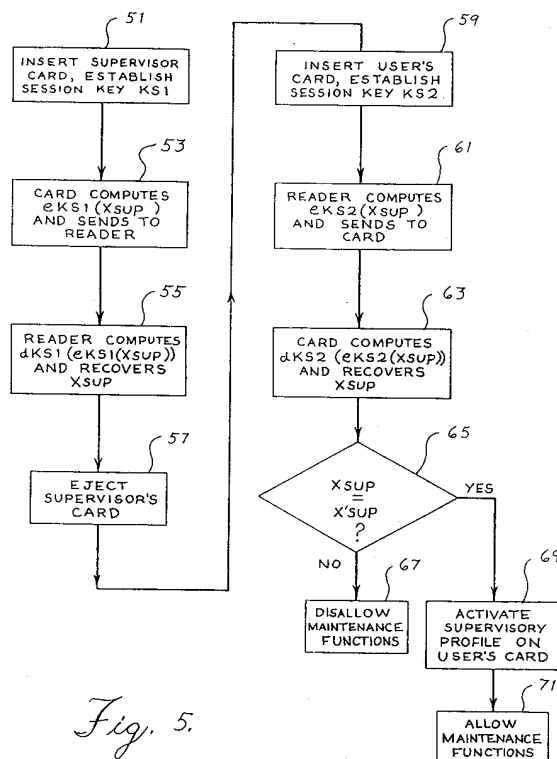 51
INSERT SUPERVISOR
CARD, ESTABLISH
SESSION KEY KS1
53
CARD COMPUTES
eKS1(XSUP )
AND SENDS TO
READER
55
READER COMPUTES
dKS1(eKS1(XSUP))
AND RECOVERS
XSUP
57
EJECT
SUPERVISOR'S
CARD
59
INSERT USER'S
CARD, ESTABLISH
SESSION KEY KS2.
61
READER COMPUTES
eKS2(XSUP )
AND SENDS TO
CARD
63
CARD COMPUTES
dKS2 (eKS2(XSUP))
AND RECOVERS
XSUP
65
XSUP
=
X'SUP
?
YES
NO
67
DISALLOW
MAINTENANCE
FUNCTIONS
69
ACTIVATE
SUPERVISORY
PROFILE ON
USER'S CARD
71
ALLOW
MAINTENANCE
FUNCTIONS
Fig. 5.